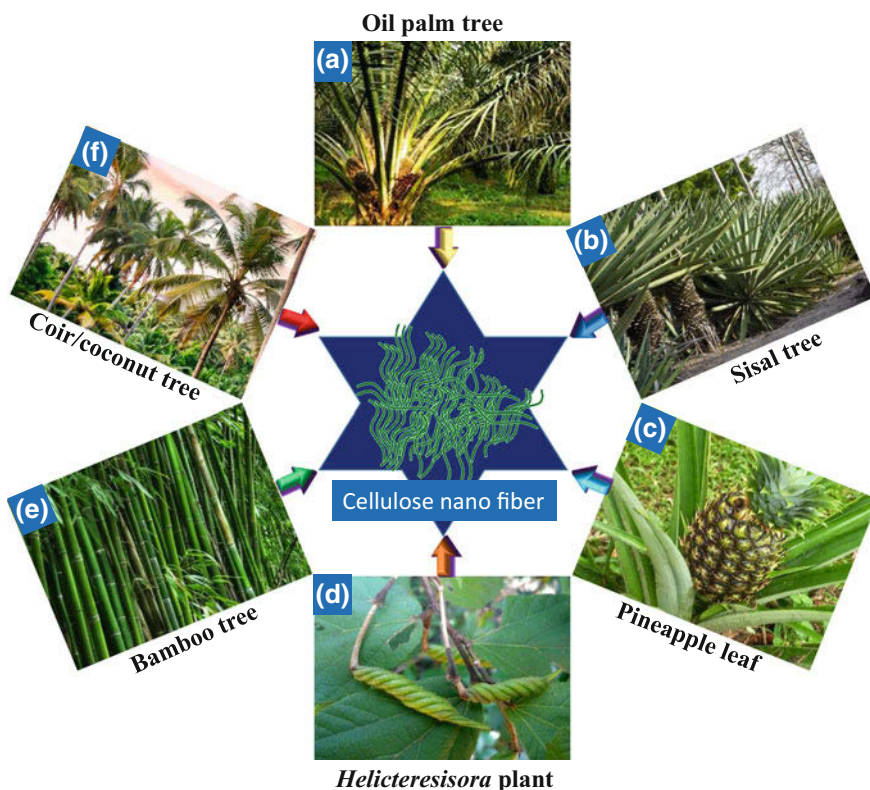 Oil palm tree
(a)
(b)
Sisal tree
(c)
Pineapple leaf
(d)
Helicteresisora plant
(e)
Bamboo tree
(f)
Coir/coconut tree
Cellulose nano fiber